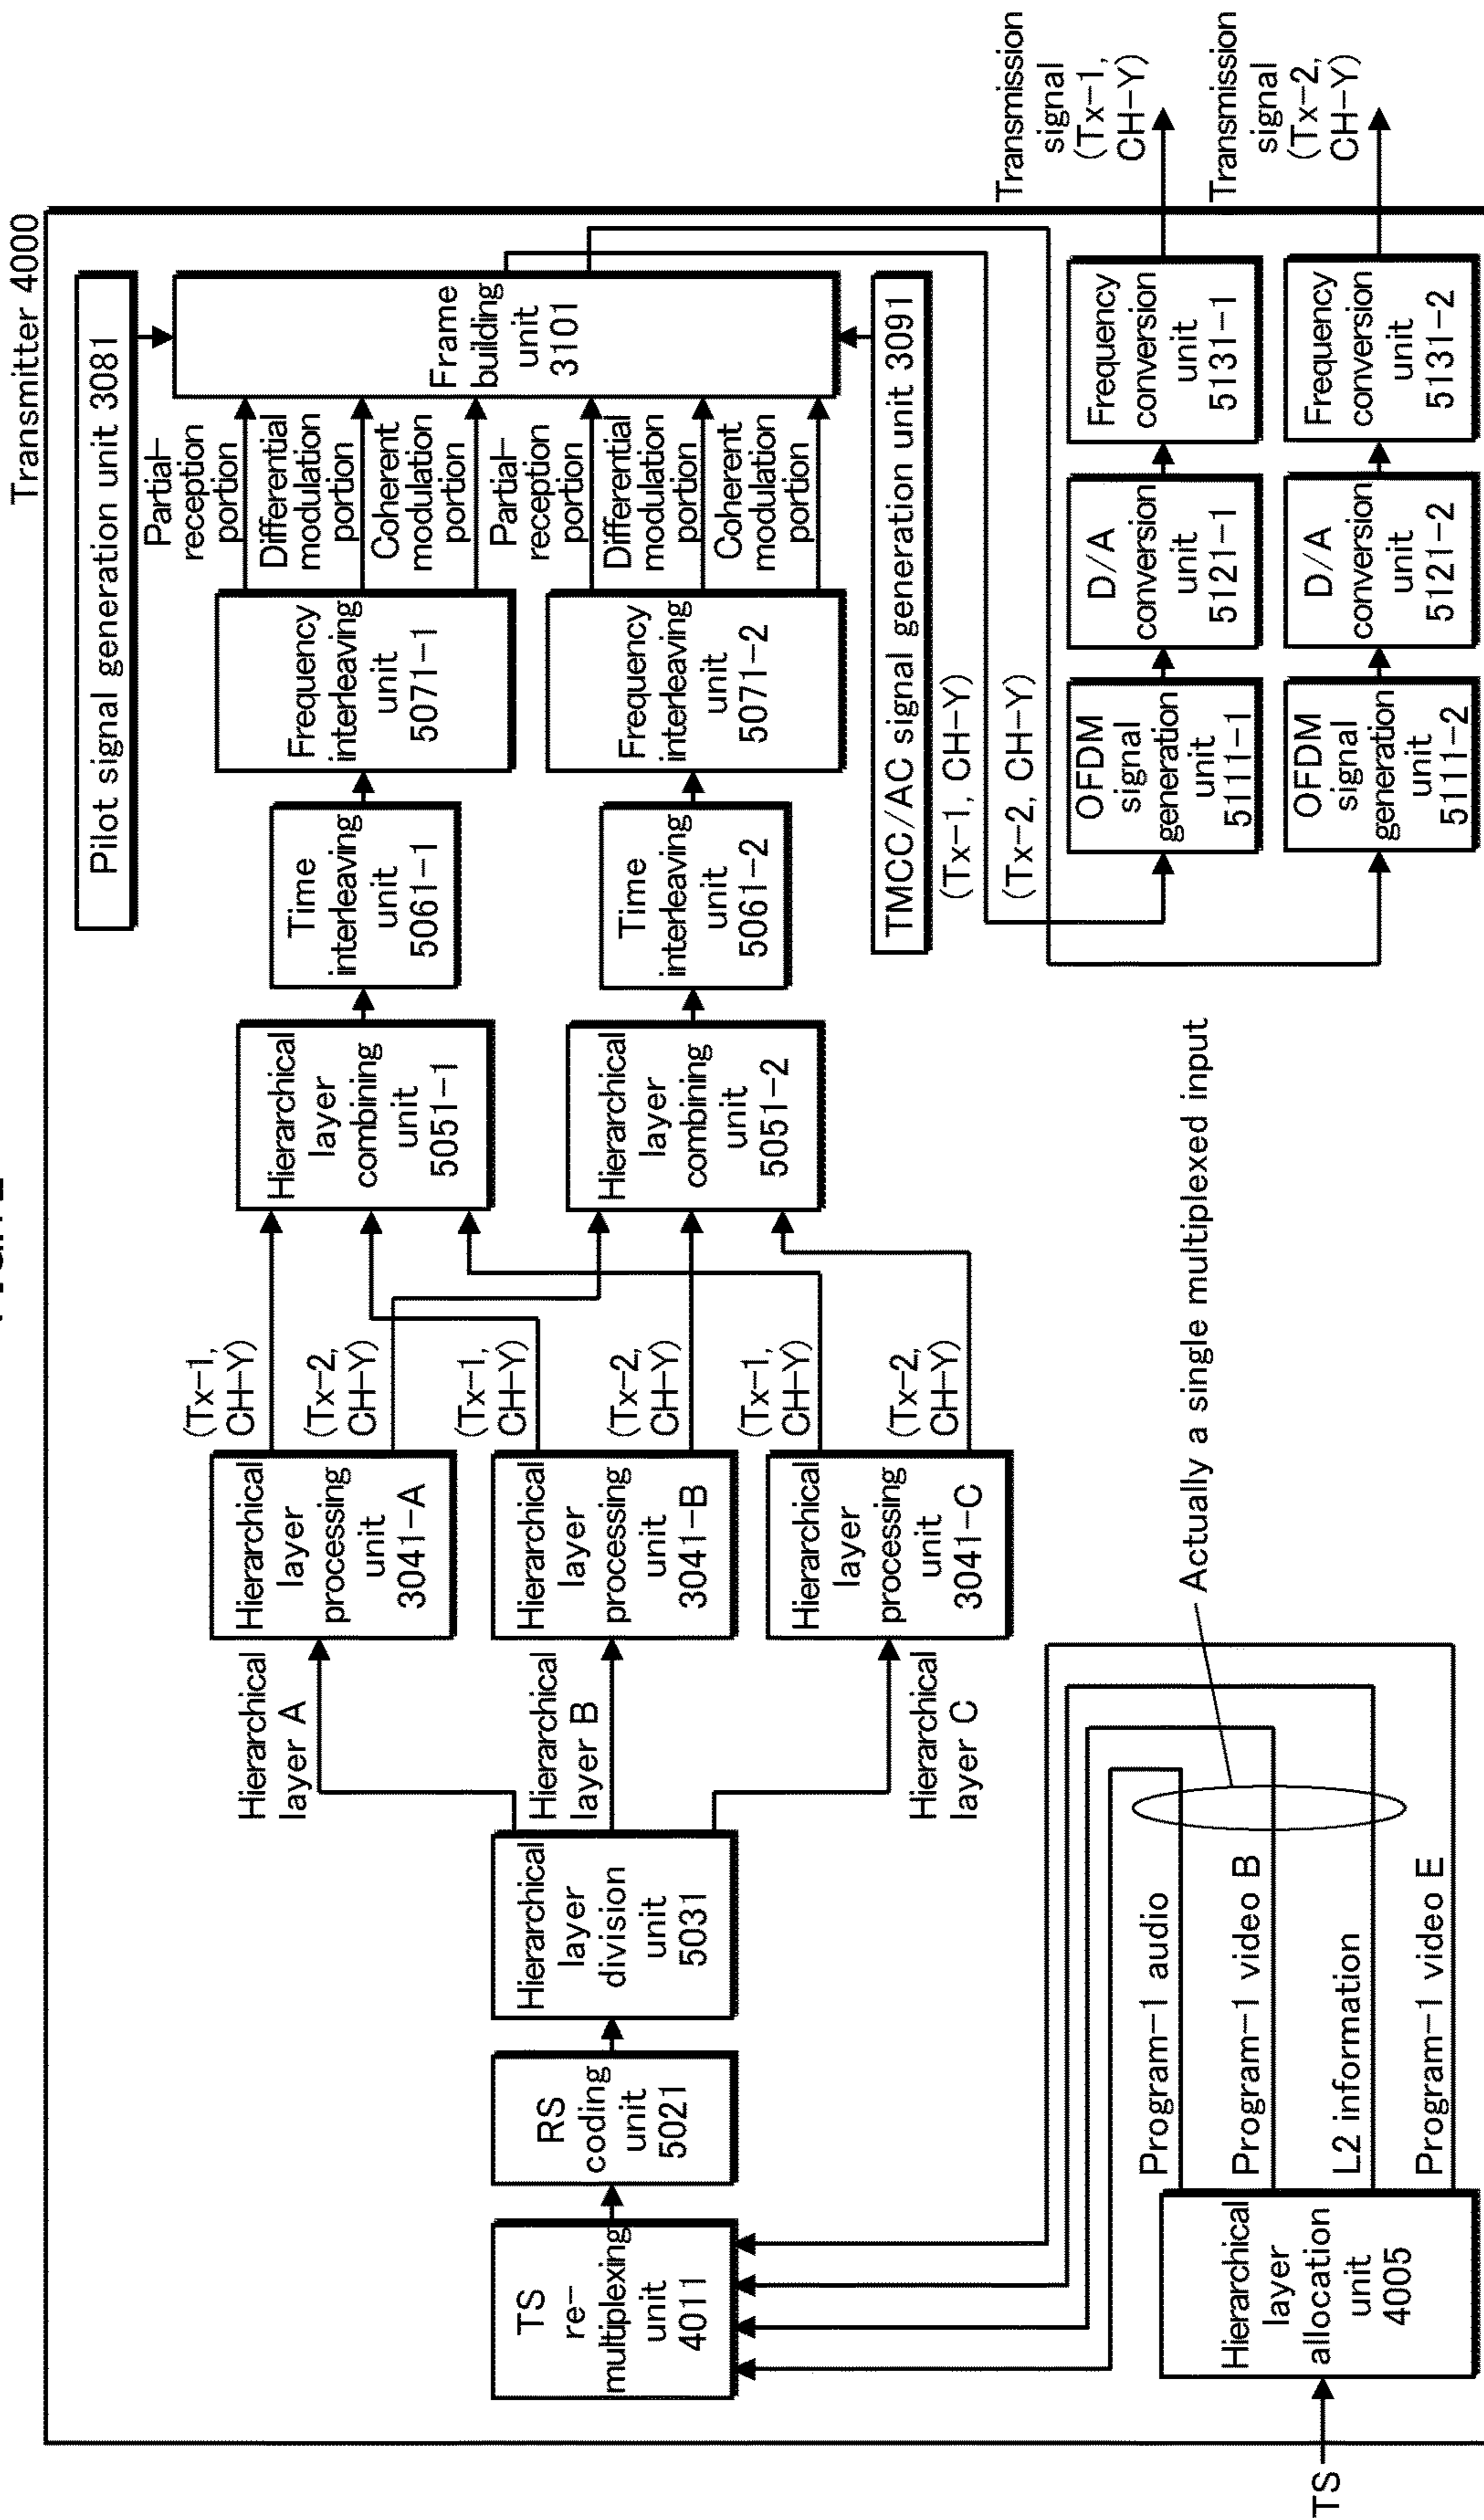 Transmitter 4000
Pilot signal generation unit 3081
Partial-
reception
portion
Differential
modulation
portion
Coherent
modulation
portion
Partial-
reception
portion
Differential
modulation
portion
Coherent
modulation
portion
Frame
building
unit
3101
TMCC/AC signal generation unit 3091
Frequency
interleaving
unit
5071-1
Frequency
interleaving
unit
5071-2
Time
interleaving
unit
5061-1
Time
interleaving
unit
5061-2
Hierarchical
layer
combining
unit
5051-1
Hierarchical
layer
combining
unit
5051-2
(Tx-1,
CH-Y)
(Tx-2,
CH-Y)
(Tx-1,
CH-Y)
(Tx-2,
CH-Y)
(Tx-1,
CH-Y)
(Tx-2,
CH-Y)
Hierarchical
layer
processing
unit
3041-A
Hierarchical
layer
processing
unit
3041-B
Hierarchical
layer
processing
unit
3041-C
Hierarchical
layer A
Hierarchical
layer B
Hierarchical
layer C
Hierarchical
layer
division
unit
5031
RS
coding
unit
5021
TS
re-
multiplexing
unit
4011
(Tx-1, CH-Y)
(Tx-2, CH-Y)
OFDM
signal
generation
unit
5111-1
D/A
conversion
unit
5121-1
Frequency
conversion
unit
5131-1
Transmission
signal
(Tx-1,
CH-Y)
OFDM
signal
generation
unit
5111-2
D/A
conversion
unit
5121-2
Frequency
conversion
unit
5131-2
Transmission
signal
(Tx-2,
CH-Y)
Actually a single multiplexed input
Program-1 audio
Program-1 video B
L2 information
Program-1 video E
Hierarchical
layer
allocation
unit
4005
TS